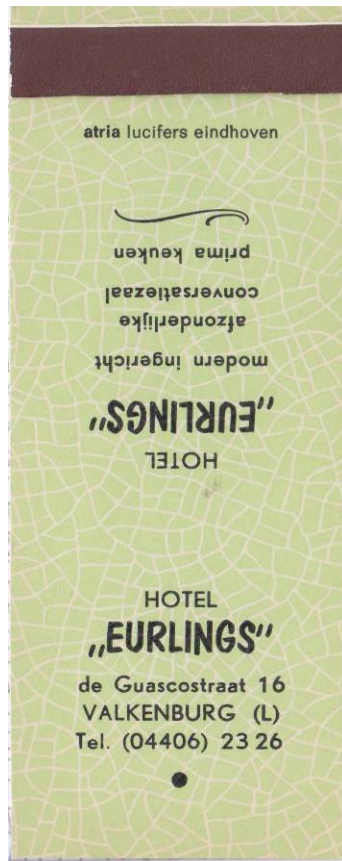 atria lucifers eindhoven
HOTEL
„EURLINGS”
modern ingericht
afzonderlijke
conversatiezaal
prima keuken
HOTEL
„EURLINGS”
de Guascostraat 16
VALKENBURG (L)
Tel. (04406) 23 26